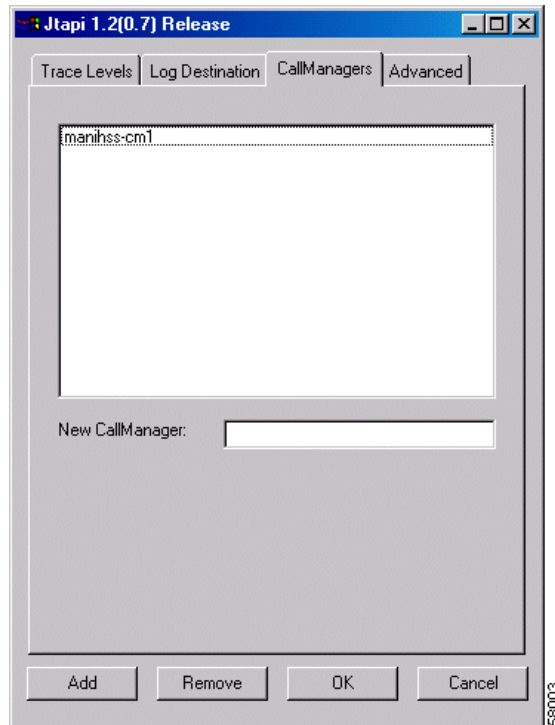 Jtapi 1.2(0.7) Release
Trace Levels Log Destination CallManagers Advanced
manihss-cm1
New CallManager:
Add Remove OK Cancel